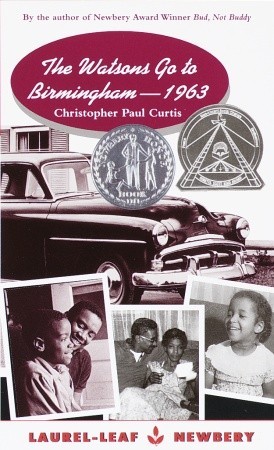 By the author of Newbery Award Winner Bud, Not Buddy
The Watsons Go to
Birmingham—1963
Christopher Paul Curtis
LAUREL-LEAF NEWBERY